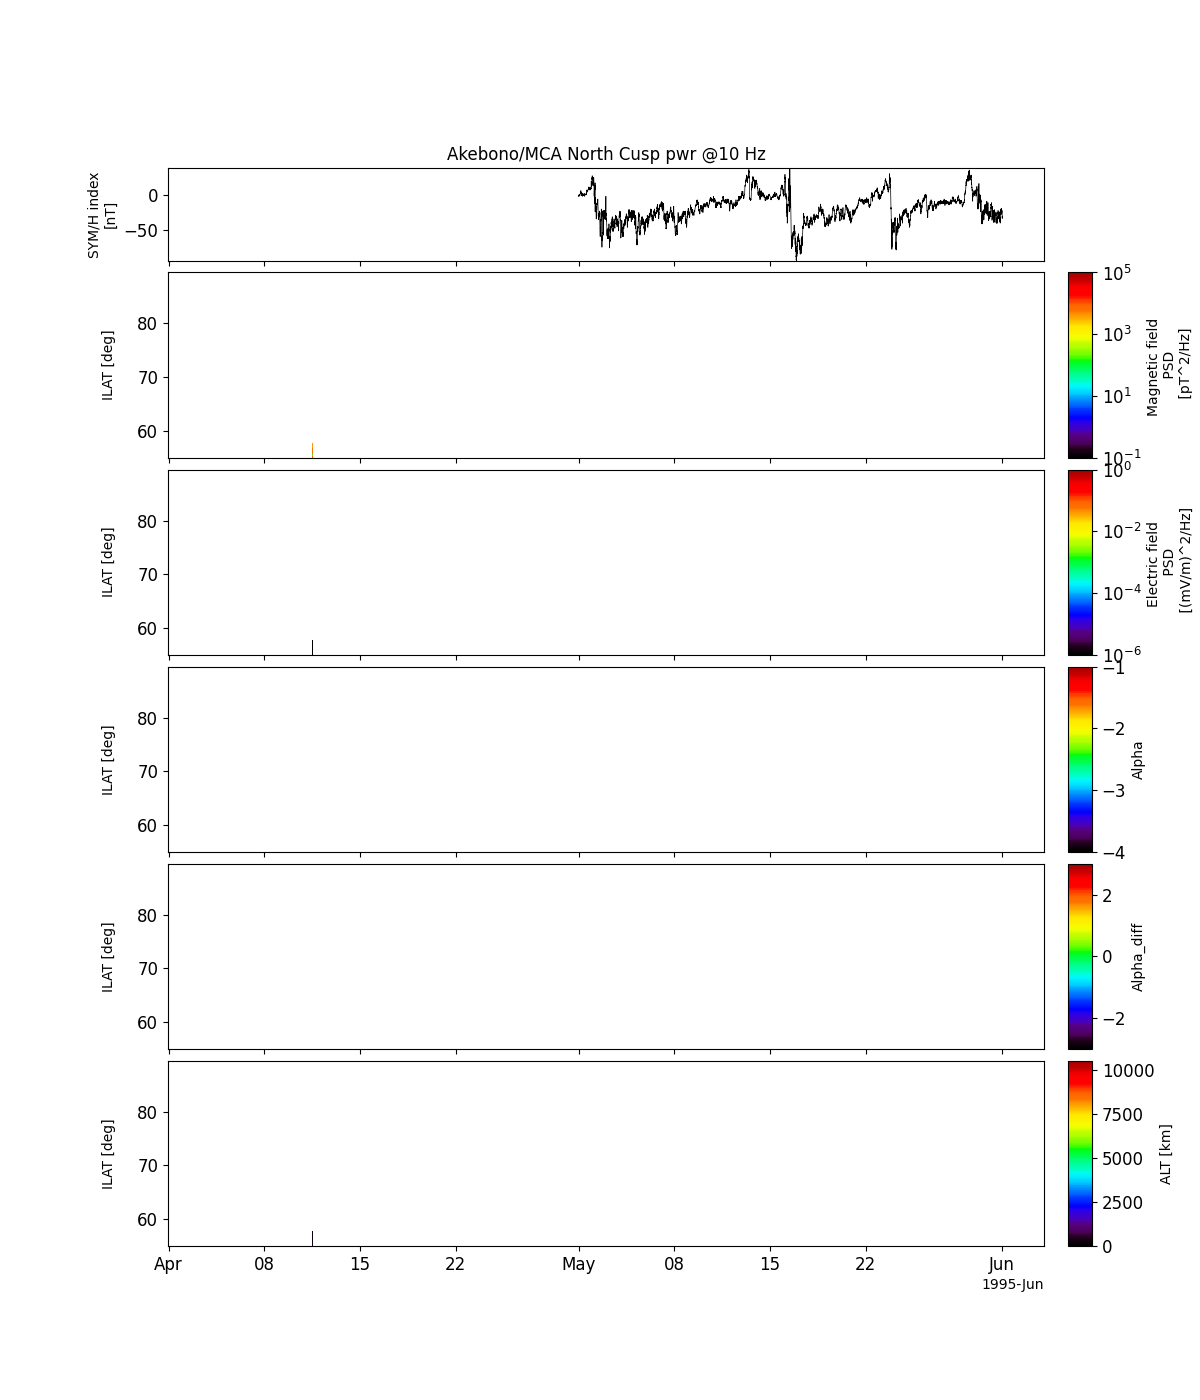 Akebono/MCA North Cusp pwr @10 Hz
SYM/H index
[nT]
0
−50
ILAT [deg]
80
70
60
10^5
10^3
10^1
10^−1
Magnetic field
PSD
[pT^2/Hz]
ILAT [deg]
80
70
60
10^0
10^−2
10^−4
10^−6
Electric field
PSD
[(mV/m)^2/Hz]
ILAT [deg]
80
70
60
−1
−2
−3
−4
Alpha
ILAT [deg]
80
70
60
2
0
−2
Alpha_diff
ILAT [deg]
80
70
60
10000
7500
5000
2500
0
ALT [km]
Apr 08 15 22 May 08 15 22 Jun
1995-Jun